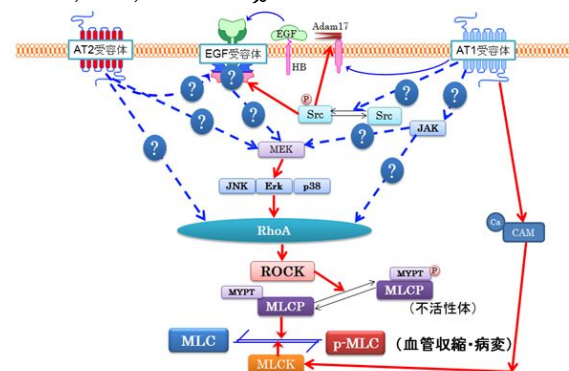 AT2受容体
EGF受容体
EGF
HB
Adam17
AT1受容体
?
?
?
?
?
?
?
?
P
Src
Src
JAK
MEK
JNK
Erk
p38
RhoA
Ca
CAM
ROCK
MYPT
MLCP
MYPT
P
MLCP
(不活性体)
MLC
p-MLC
(血管収縮・病変)
MLCK